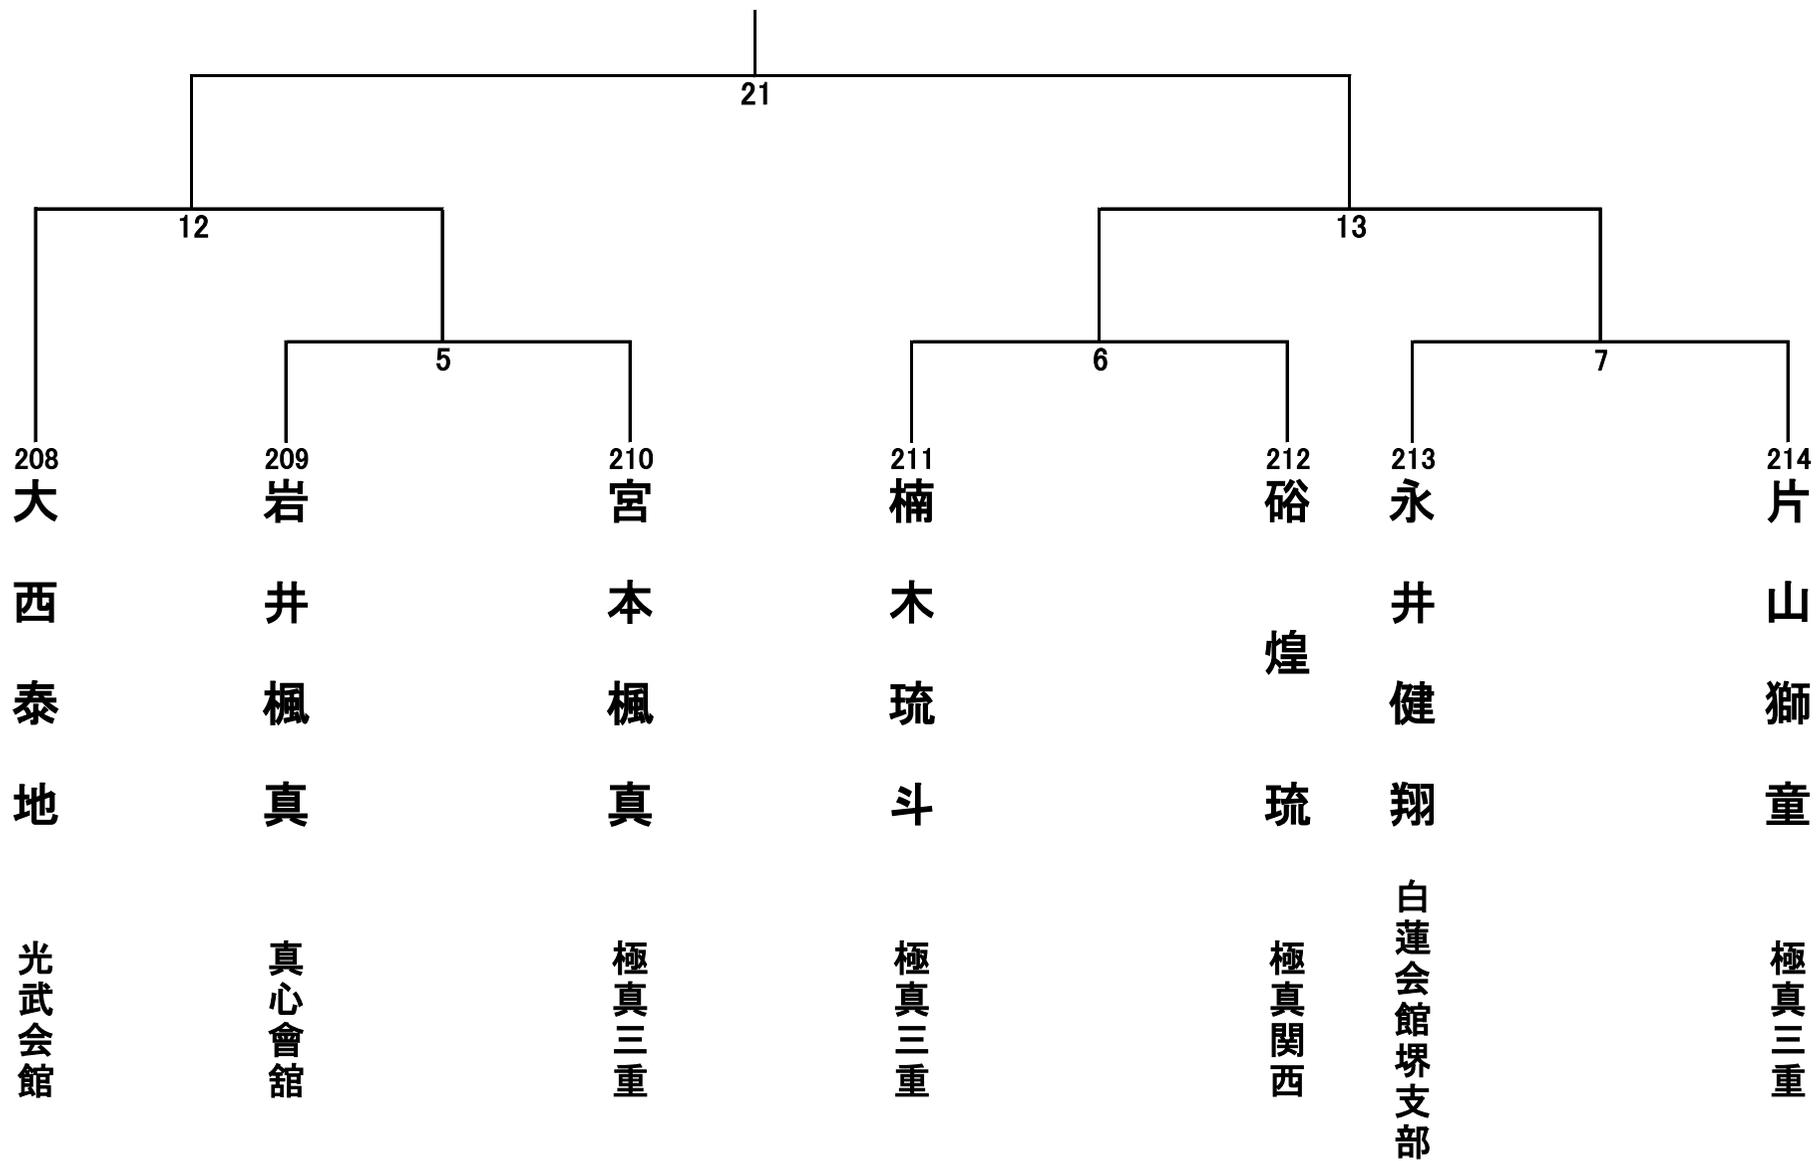 21
12
13
5
6
7
208
大西泰地
光武会館
209
岩井楓真
真心會舘
210
宮本楓真
極真三重
211
楠木琉斗
極真三重
212
硲煌琉
極真関西
213
永井健翔
白蓮会館堺支部
214
片山獅童
極真三重